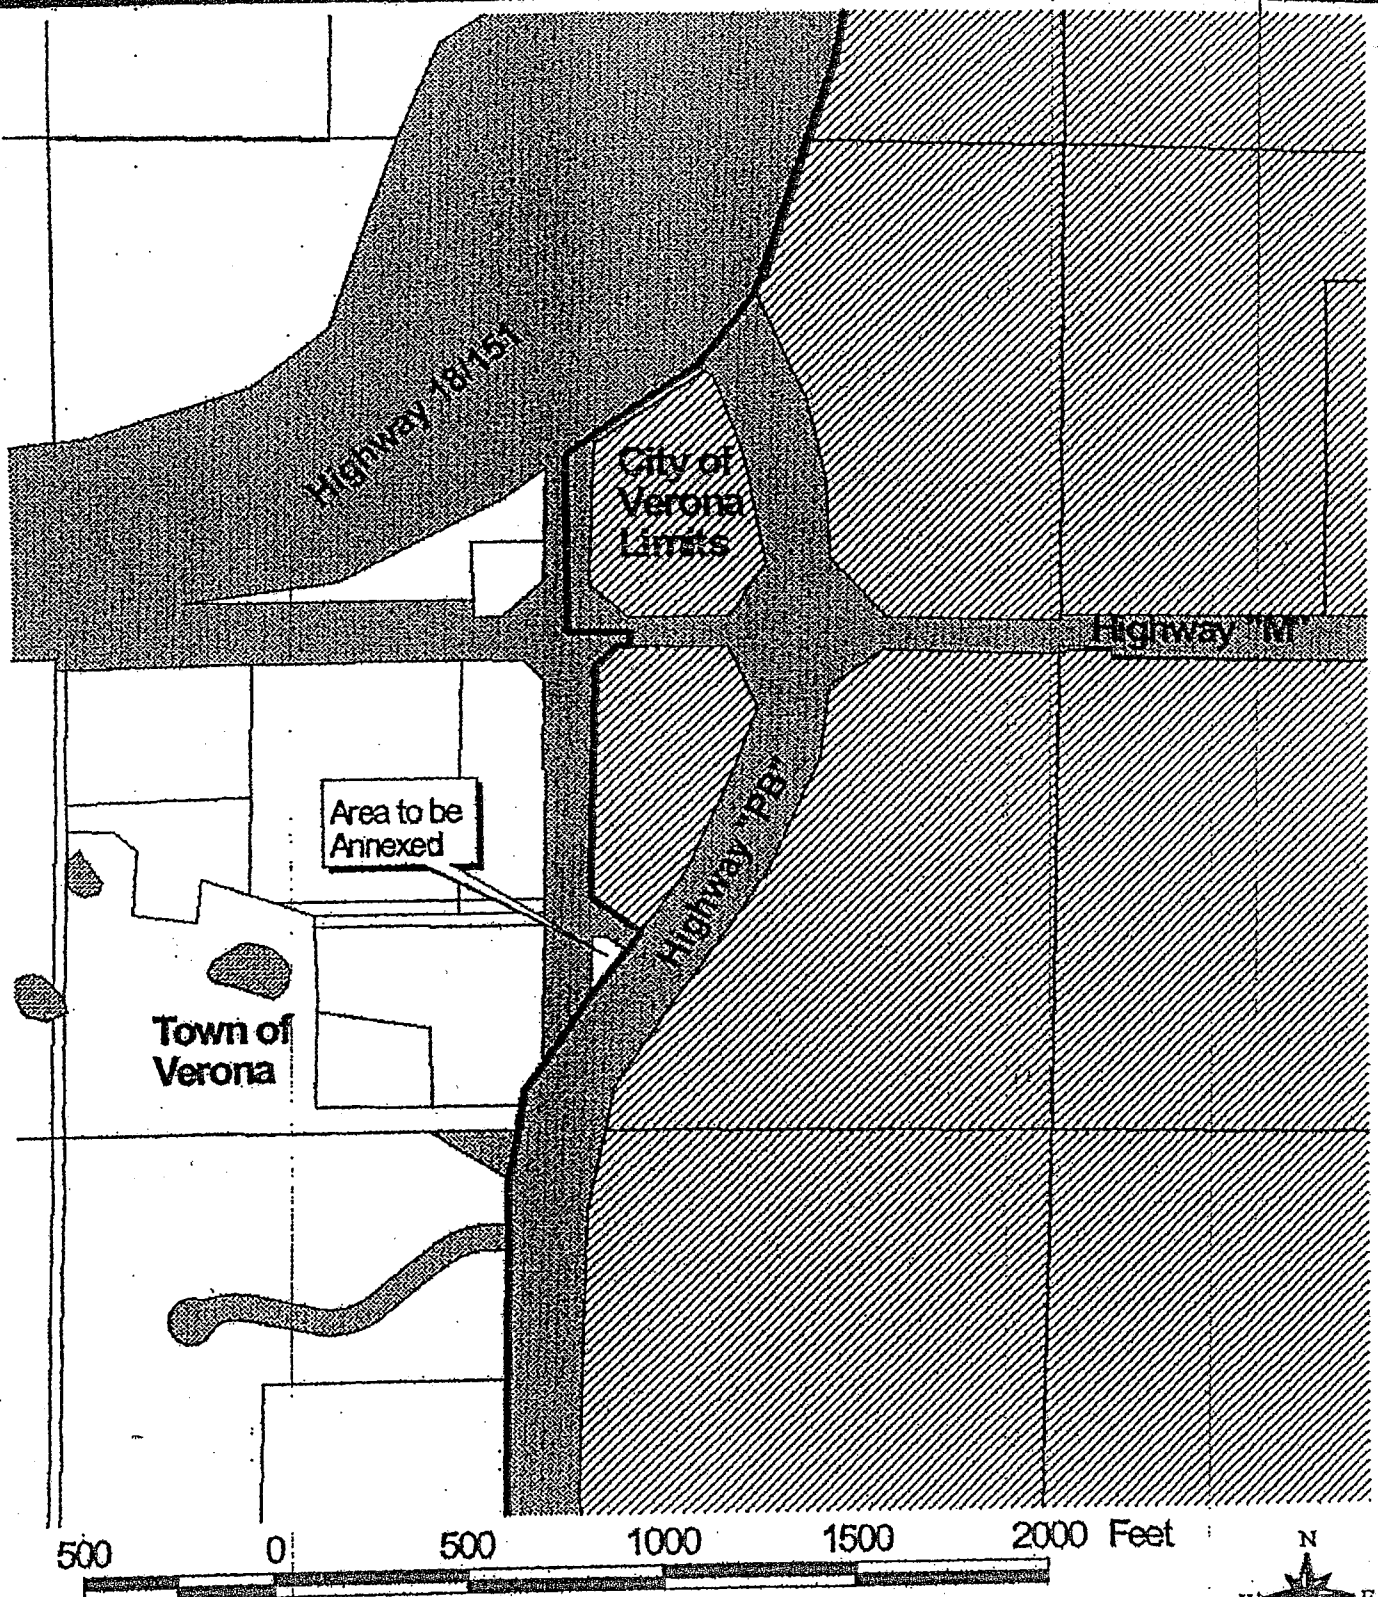 Highway 18/151
City of
Verona
Limits
Highway "M"
Area to be
Annexed
Highway "PB"
Town of
Verona
500 0 500 1000 1500 2000 Feet
N
W E